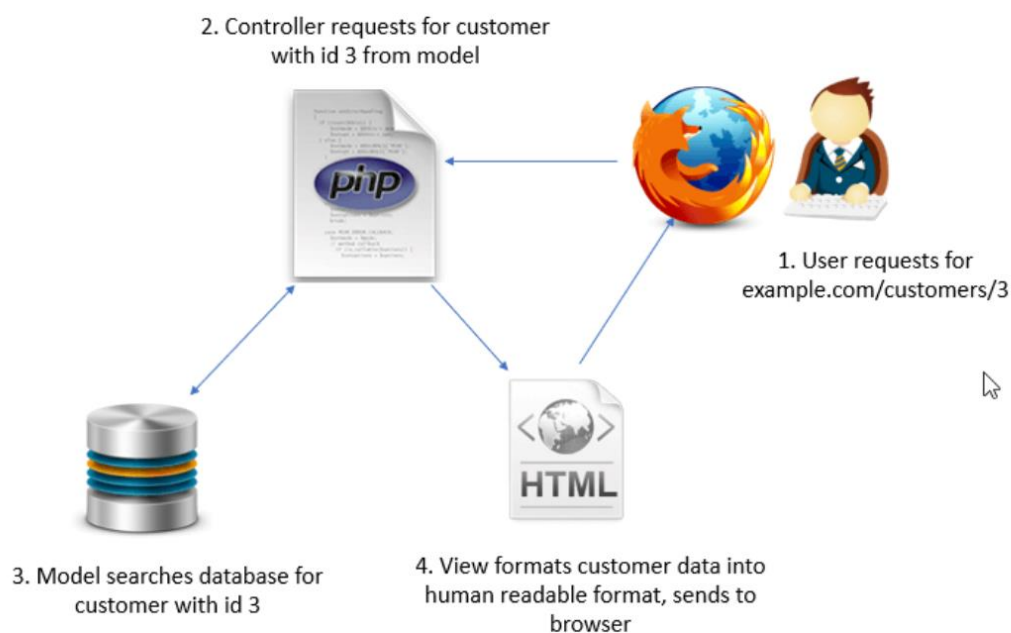 2. Controller requests for customer
with id 3 from model
php
1. User requests for
example.com/customers/3
HTML
3. Model searches database for
customer with id 3
4. View formats customer data into
human readable format, sends to
browser